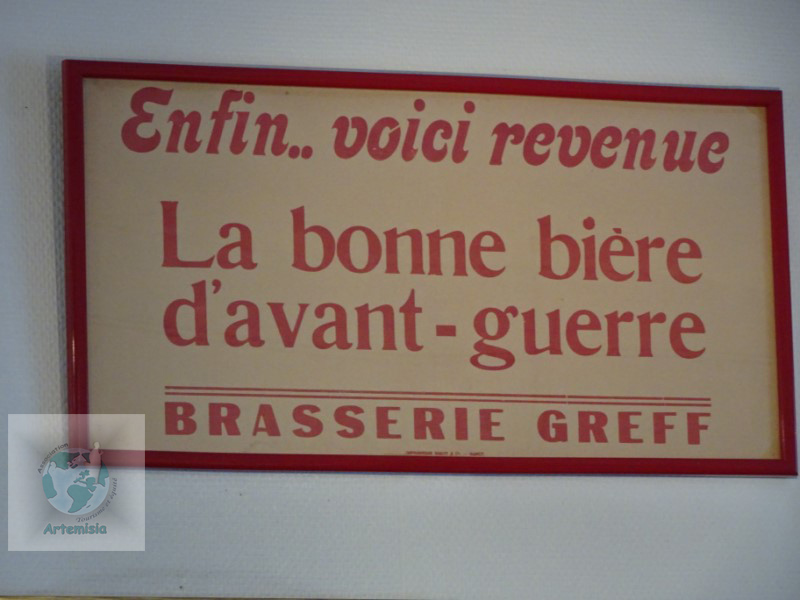 Enfin.. voici revenue
La bonne bière
d'avant-guerre
BRASSERIE GREFF
Artemisia